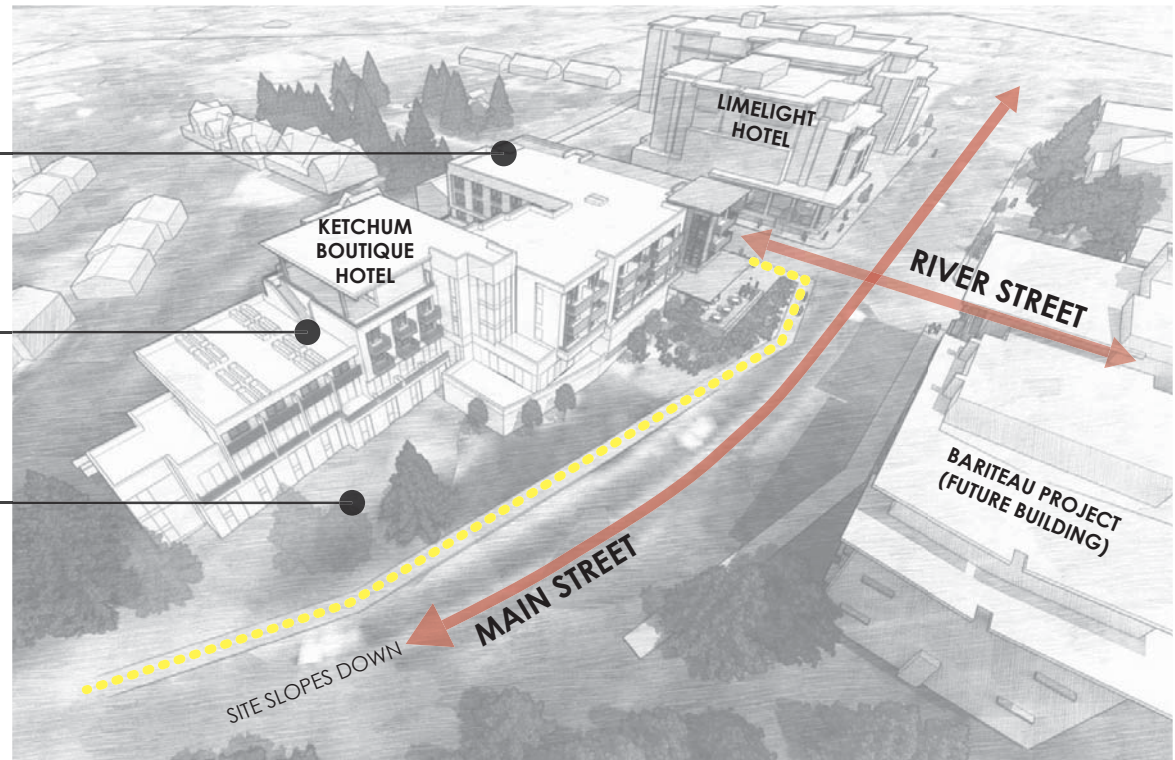 LIMELIGHT
HOTEL
KETCHUM
BOUTIQUE
HOTEL
RIVER STREET
BARITEAU PROJECT
(FUTURE BUILDING)
MAIN STREET
SITE SLOPES DOWN